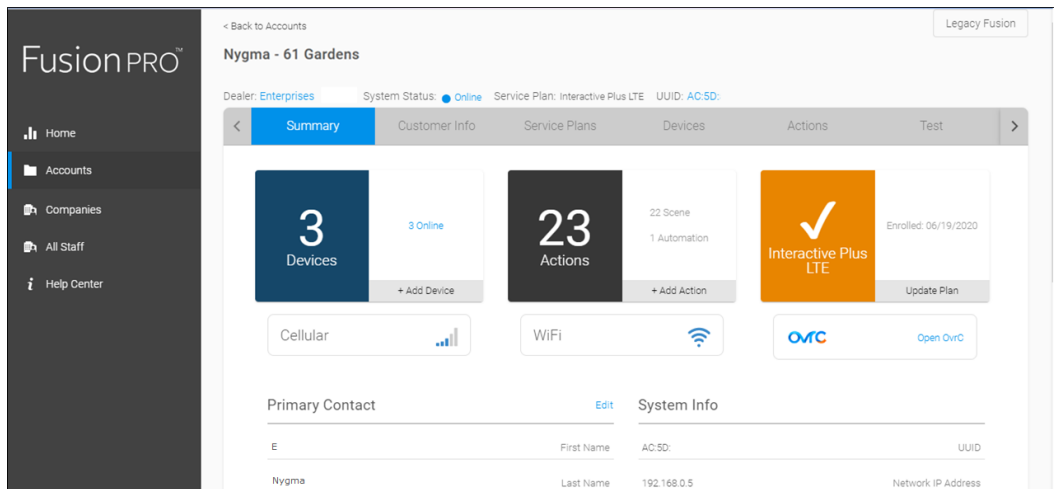 < Back to Accounts
Legacy Fusion
FusionPRO™
Nygma - 61 Gardens
Dealer: Enterprises System Status: Online Service Plan: Interactive Plus LTE UUID: AC:5D:
< Summary Customer Info Service Plans Devices Actions Test >
Home
Accounts
Companies
All Staff
Help Center
3
Devices
3 Online
+ Add Device
23
Actions
22 Scene
1 Automation
+ Add Action
Interactive Plus
LTE
Enrolled: 06/19/2020
Update Plan
Cellular
WiFi
OvrC Open OvrC
Primary Contact Edit
E First Name
Nygma Last Name
System Info
AC:5D: UUID
192.168.0.5 Network IP Address